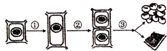 ① ② ③